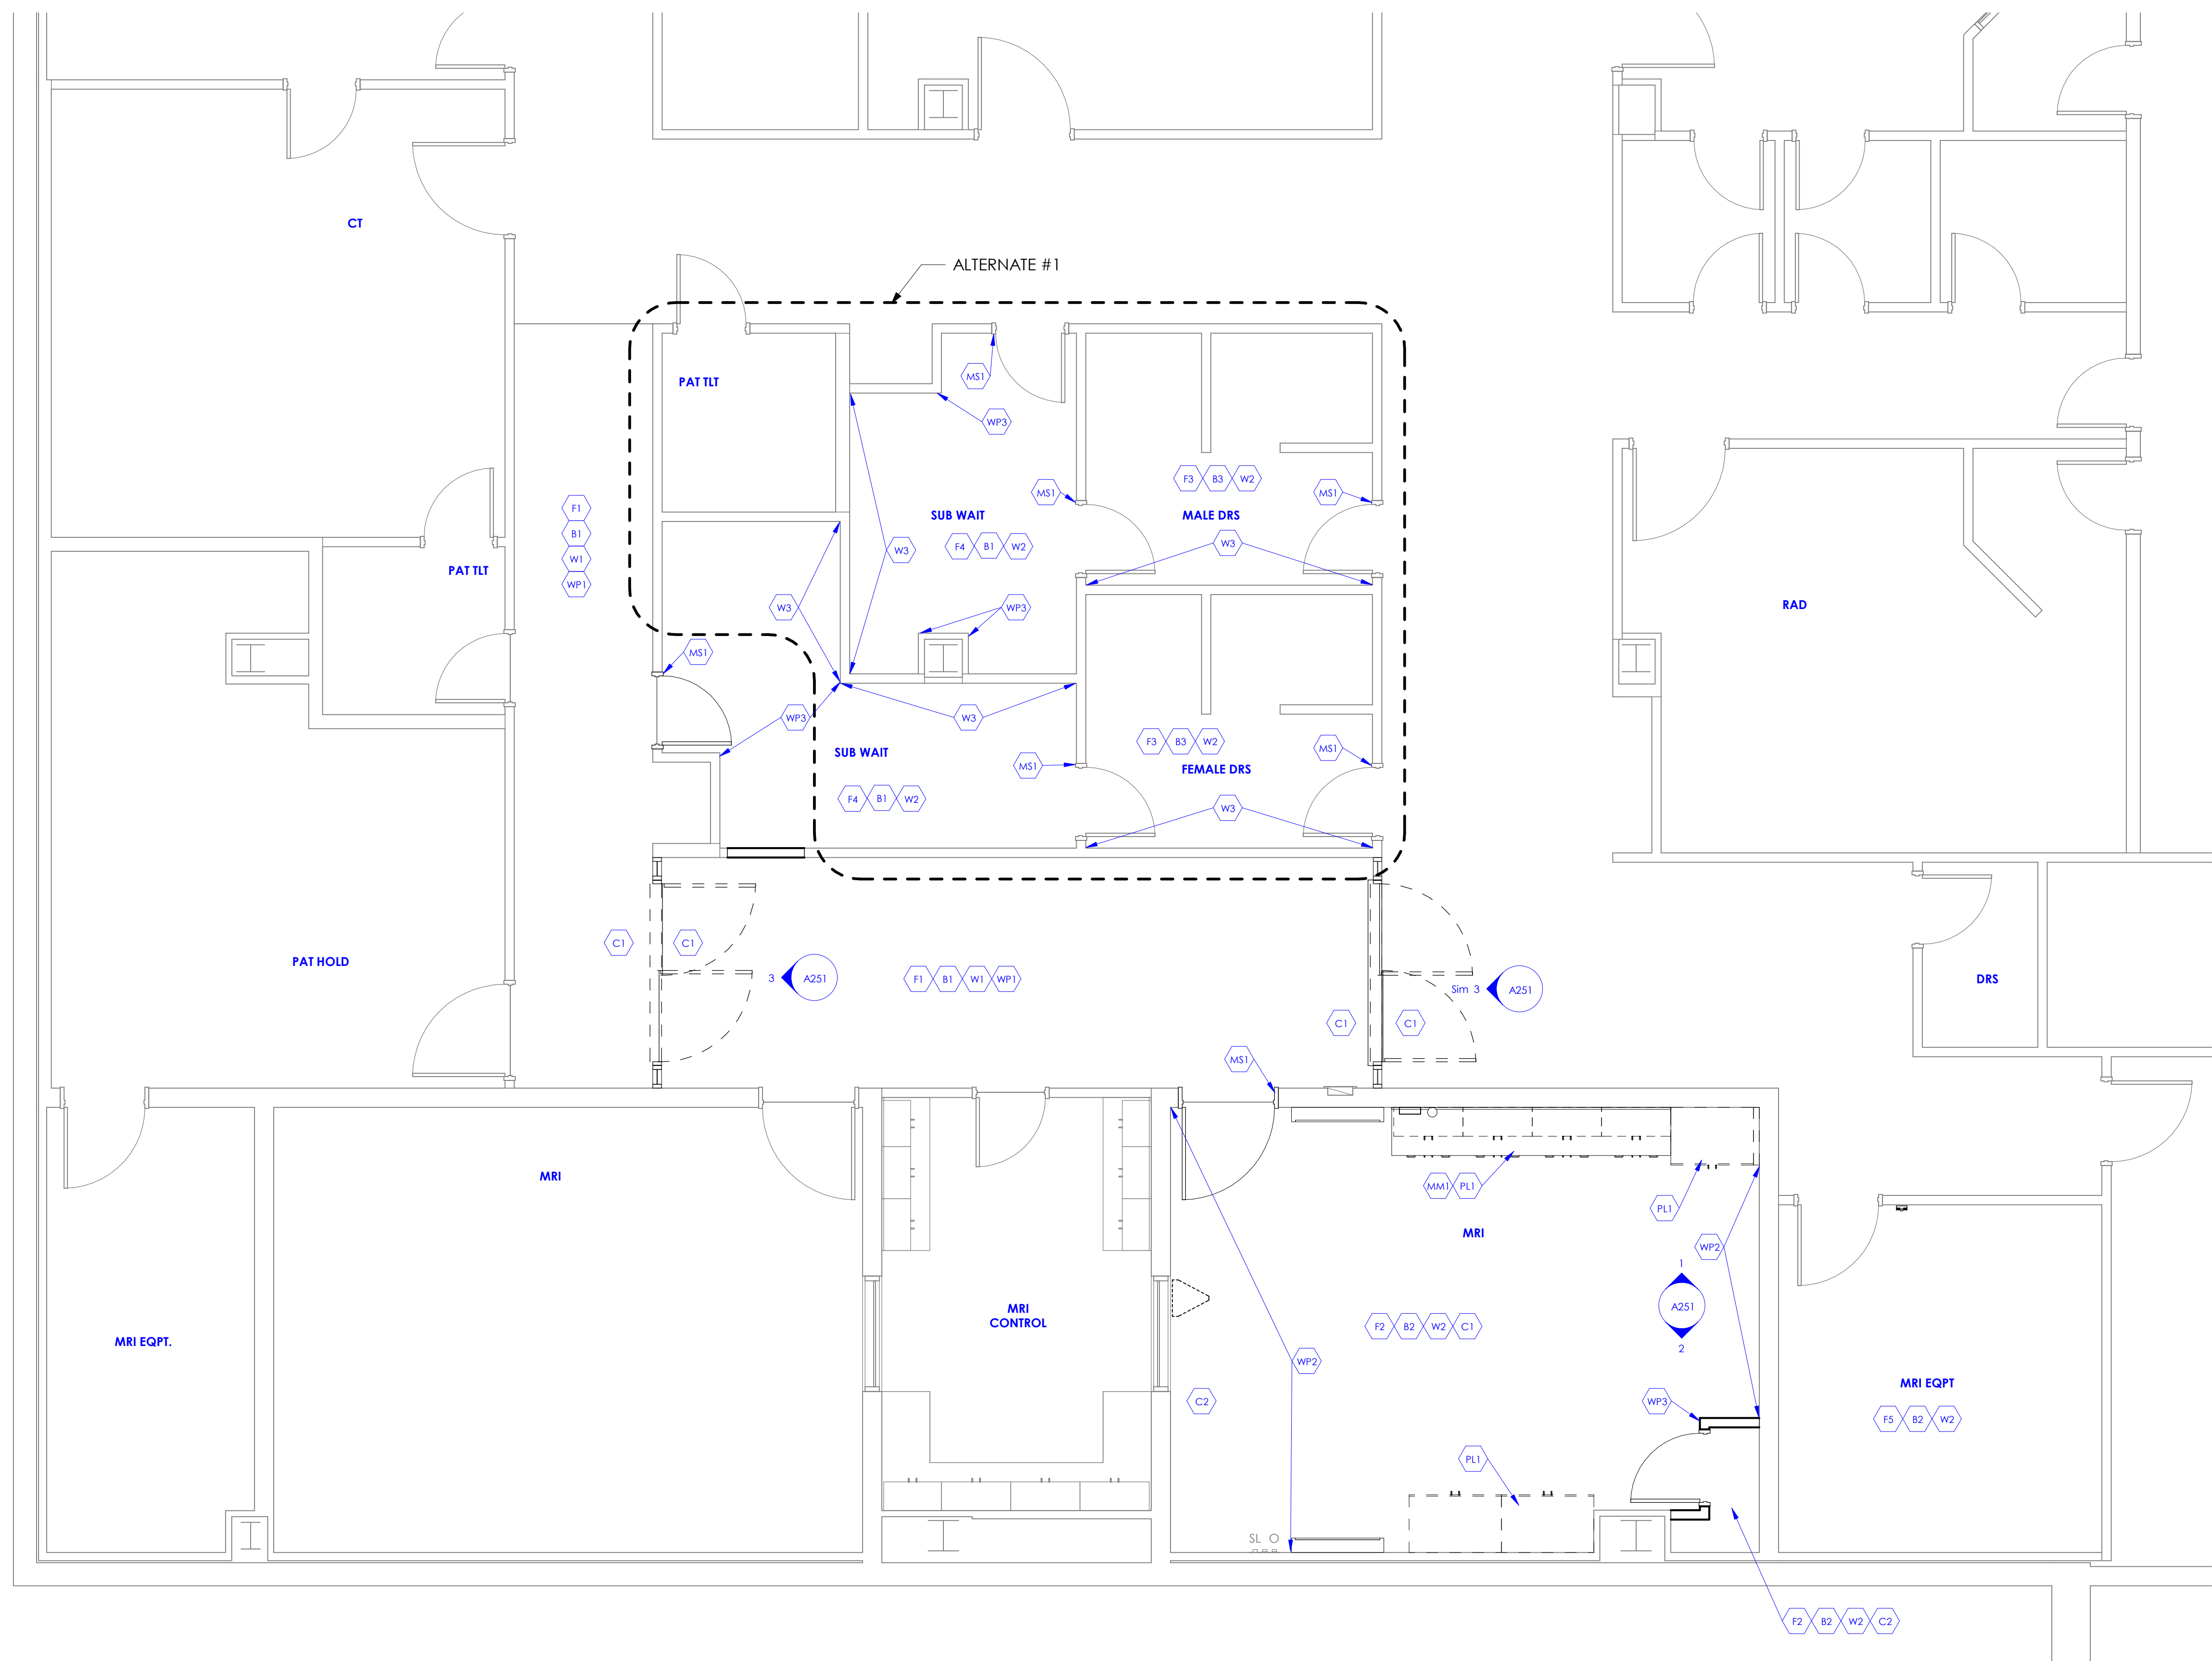 CT
ALTERNATE #1
PAT TLT
MS1
WP3
F1
B1
W1
WP1
MS1
F3 B3 W2
MS1
SUB WAIT
MALE DRS
F4 B1 W2
W3
W3
PAT TLT
W3
WP3
RAD
MS1
WP3
W3
F3 B3 W2
MS1
SUB WAIT
MS1
FEMALE DRS
F4 B1 W2
W3
C1
C1
PAT HOLD
3
A251
F1 B1 W1 WP1
Sim 3
A251
DRS
C1
C1
MS1
MRI
MM1 PL1
PL1
MRI
WP2
1
A251
2
MRI
CONTROL
F2 B2 W2 C1
MRI EQPT.
WP2
MRI EQPT
C2
WP3
F5 B2 W2
PL1
SL
F2 B2 W2 C2